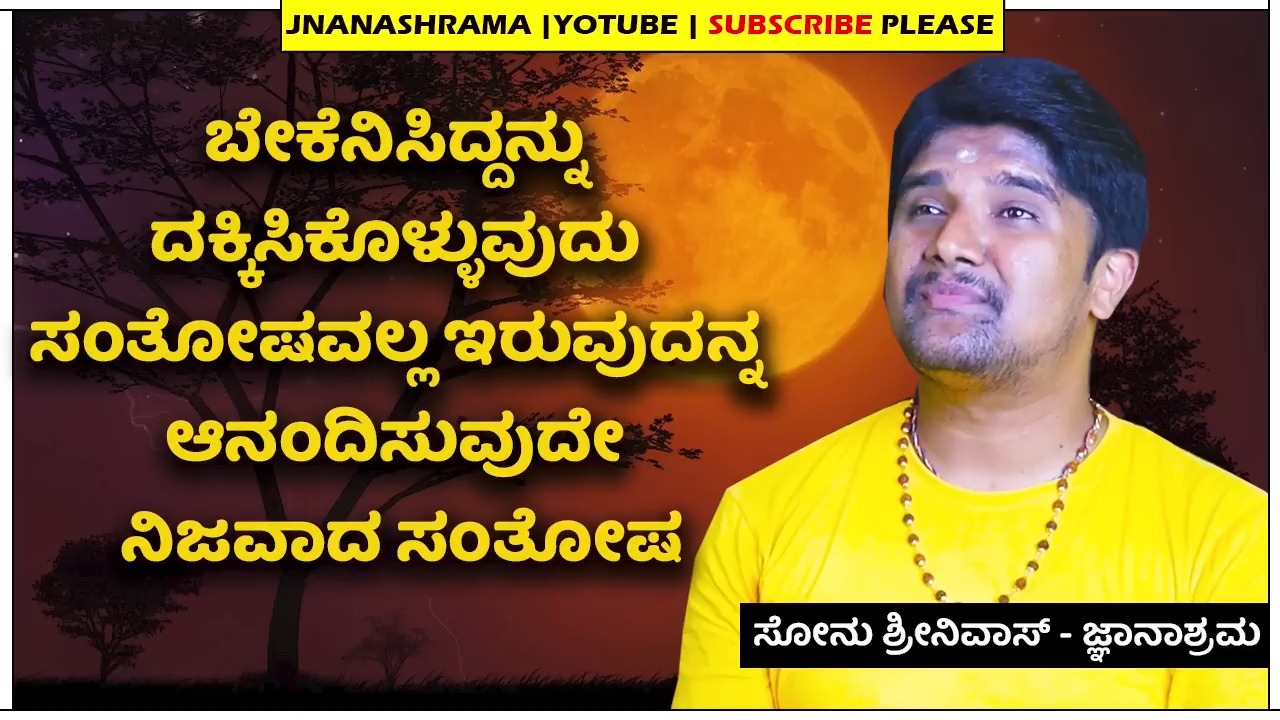 JNANASHRAMA |YOTUBE | SUBSCRIBE PLEASE
ಬೇಕೆನಿಸಿದ್ದನ್ನು
ದಕ್ಕಿಸಿಕೊಳ್ಳುವುದು
ಸಂತೋಷವಲ್ಲ ಇರುವುದನ್ನ
ಆನಂದಿಸುವುದೇ
ನಿಜವಾದ ಸಂತೋಷ
ಸೋನು ಶ್ರೀನಿವಾಸ್ - ಜ್ಞಾನಾಶ್ರಮ